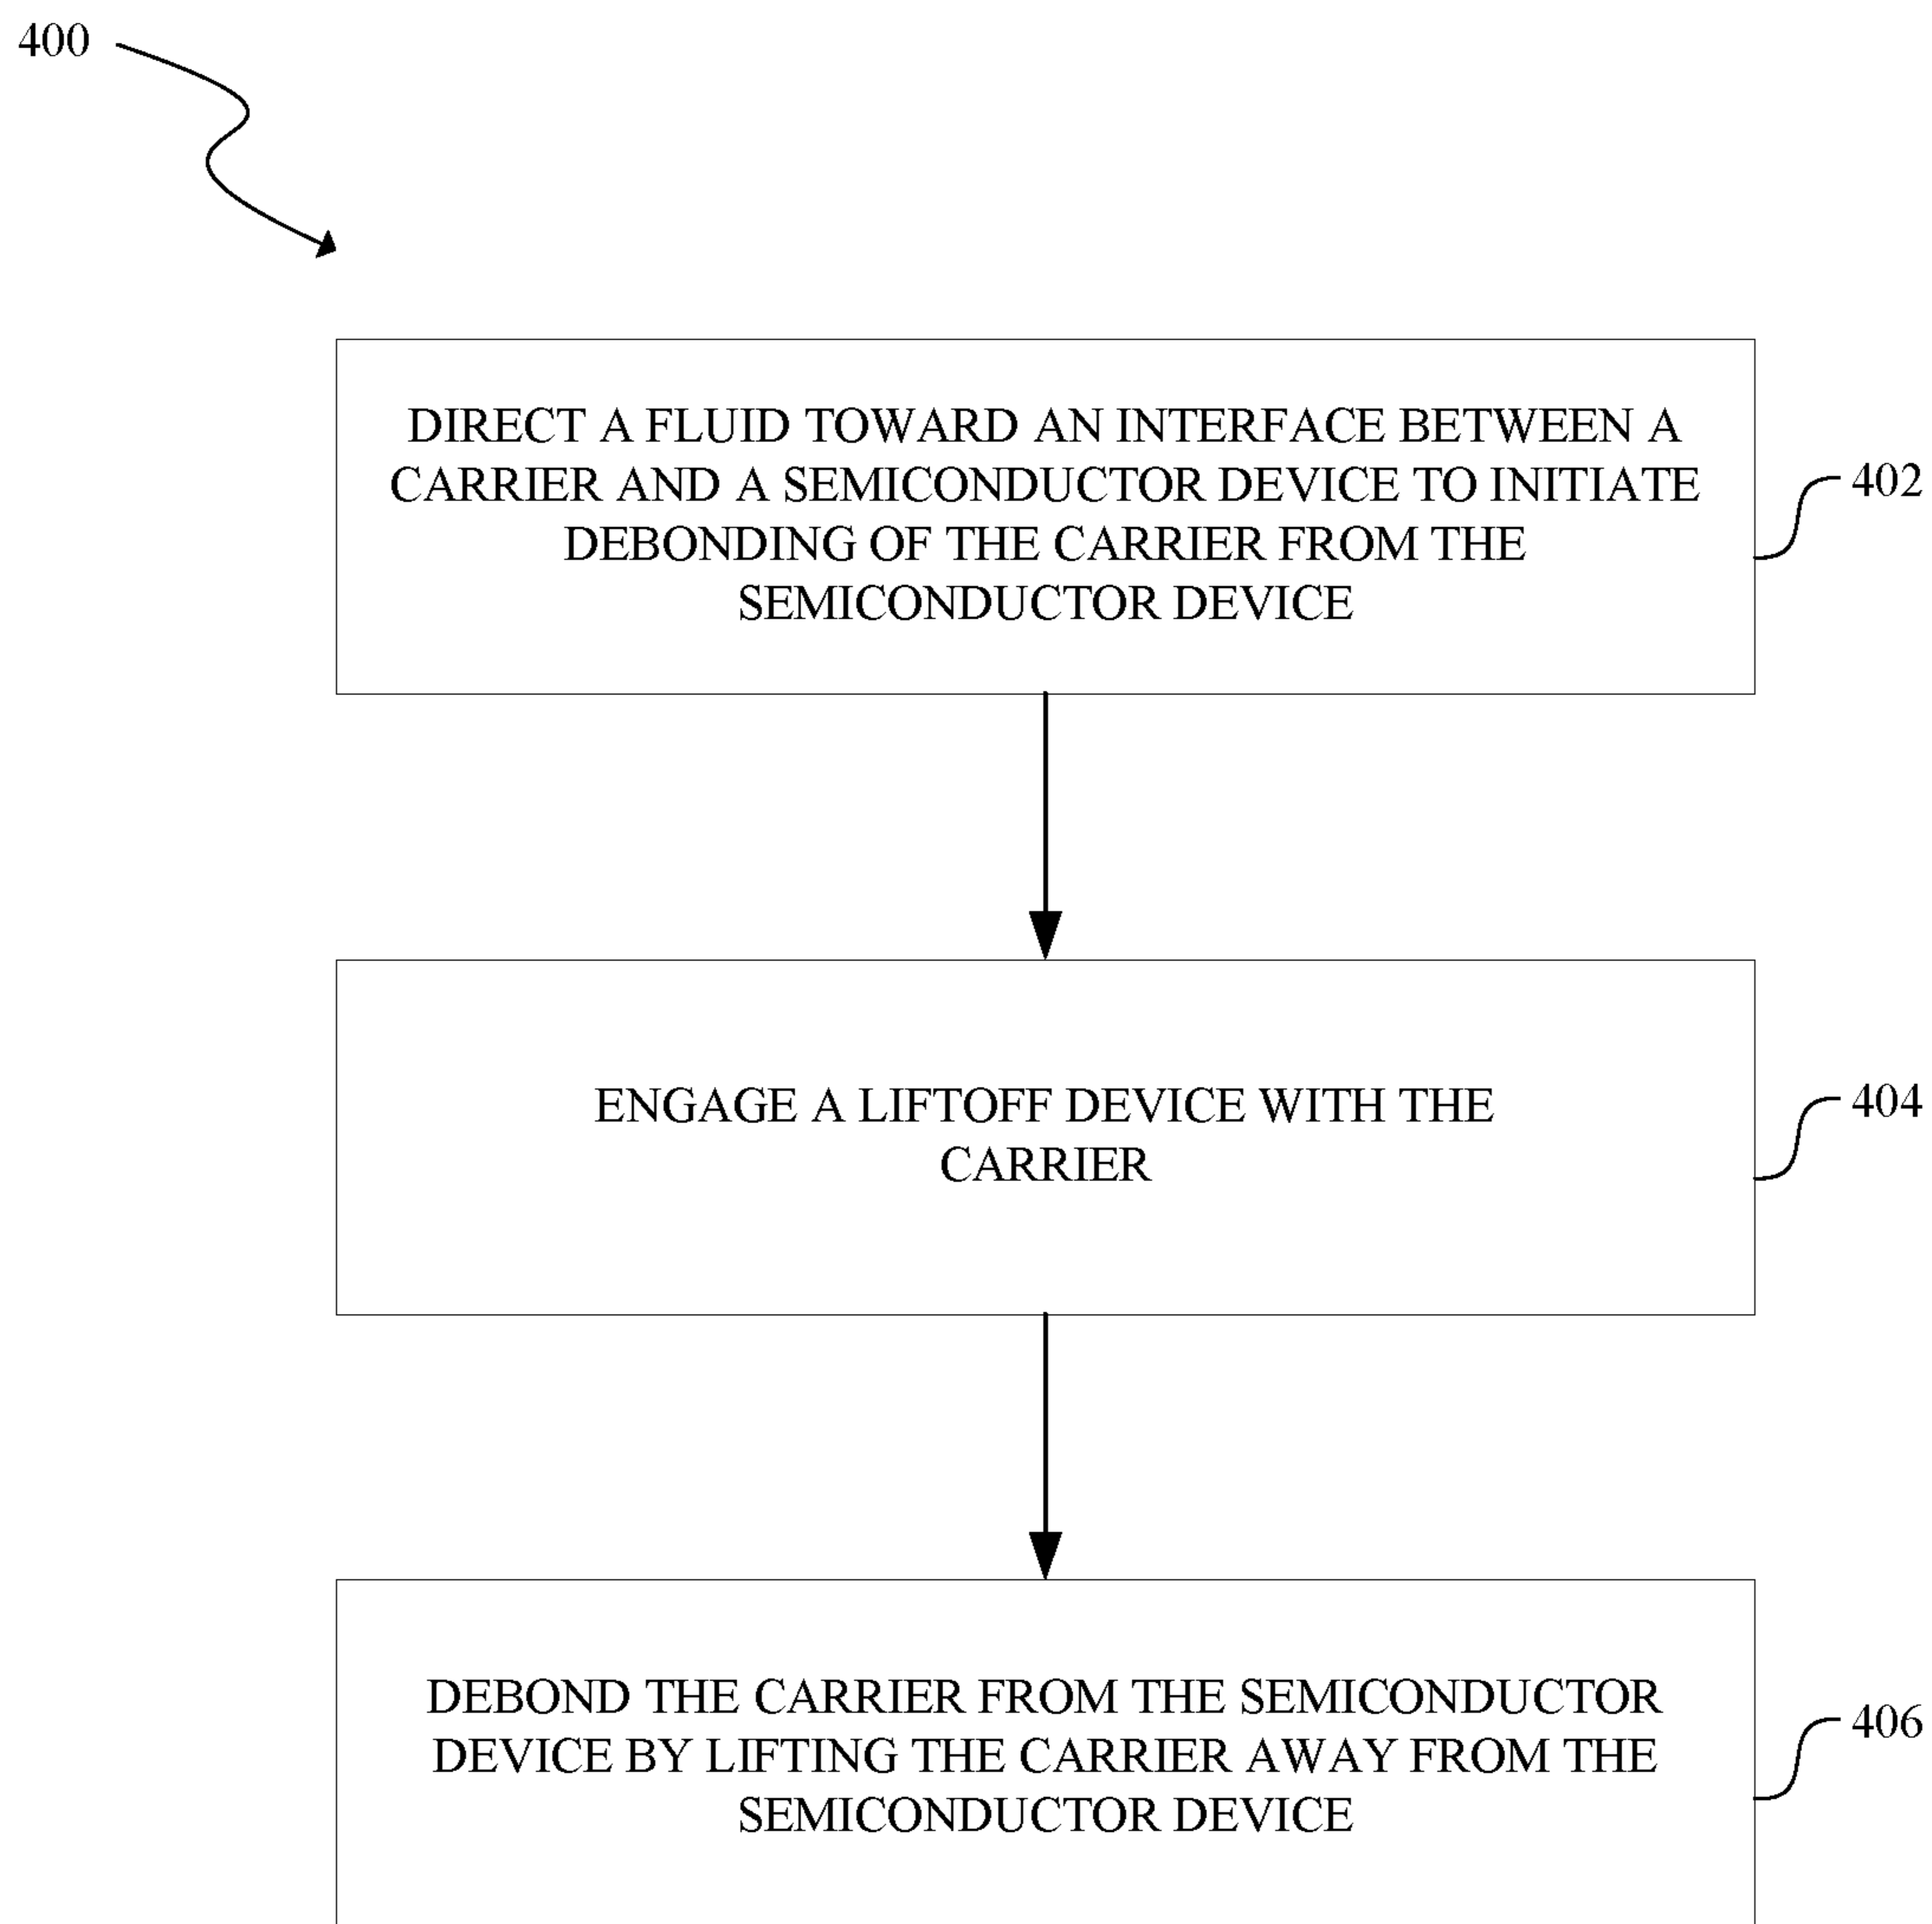 400
DIRECT A FLUID TOWARD AN INTERFACE BETWEEN A
CARRIER AND A SEMICONDUCTOR DEVICE TO INITIATE
DEBONDING OF THE CARRIER FROM THE
SEMICONDUCTOR DEVICE
402
ENGAGE A LIFTOFF DEVICE WITH THE
CARRIER
404
DEBOND THE CARRIER FROM THE SEMICONDUCTOR
DEVICE BY LIFTING THE CARRIER AWAY FROM THE
SEMICONDUCTOR DEVICE
406